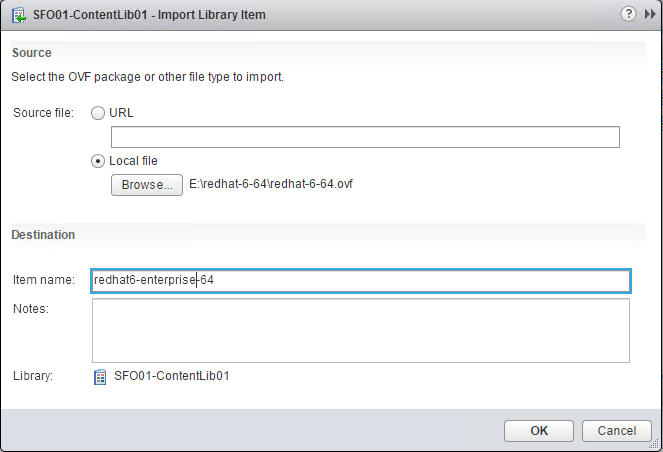 SFO01-ContentLib01 - Import Library Item
?
Source
Select the OVF package or other file type to import.
Source file: URL
Local file
Browse... E:\redhat-6-64\redhat-6-64.ovf
Destination
Item name: redhat6-enterprise-64
Notes:
Library: SFO01-ContentLib01
OK Cancel